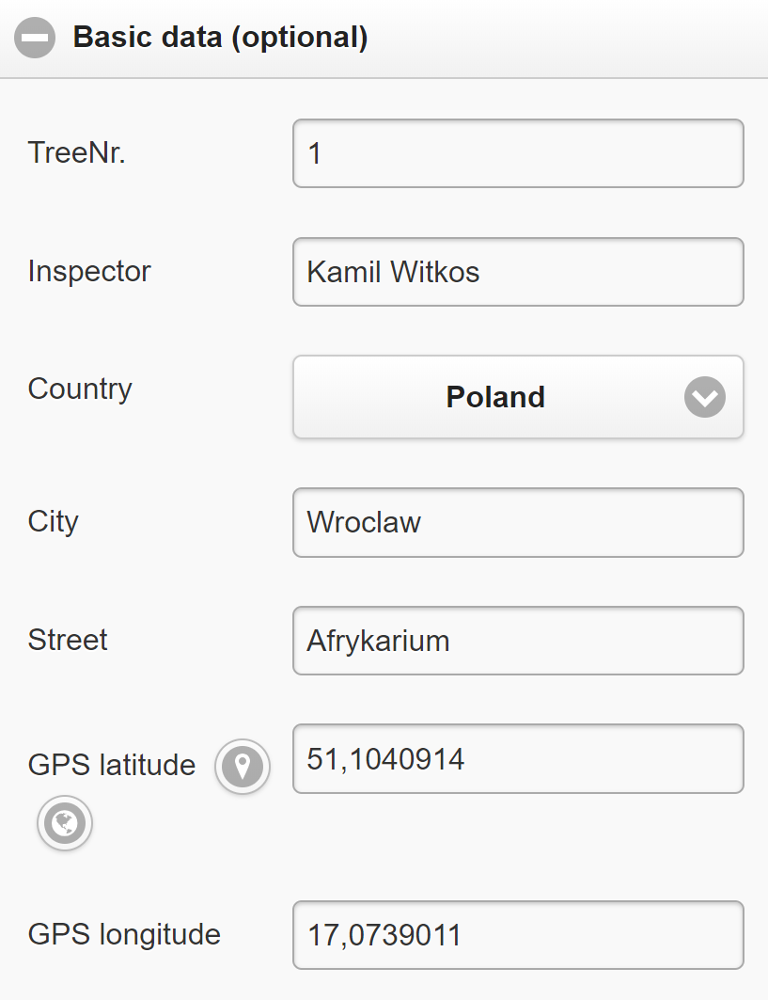 Basic data (optional)
TreeNr. 1
Inspector Kamil Witkos
Country Poland
City Wroclaw
Street Afrykarium
GPS latitude 51,1040914
GPS longitude 17,0739011